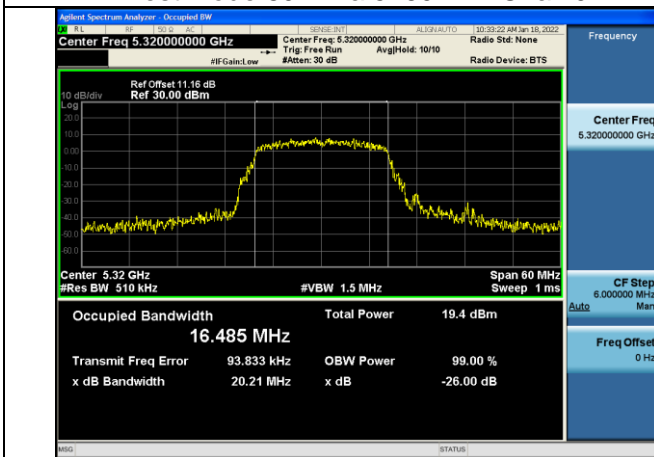 Agilent Spectrum Analyzer - Occupied BW
RL RF 50 Ω AC SENSE:INT ALIGNAUTO 10:33:22 AM Jan 18, 2022
Center Freq 5.320000000 GHz
Center Freq: 5.320000000 GHz
Radio Std: None
Trig: Free Run Avg|Hold: 10/10
#IFGain:Low
#Atten: 30 dB
Radio Device: BTS
Frequency
Ref Offset 11.16 dB
10 dB/div Ref 30.00 dBm
Log
20.0
10.0
0.00
-10.0
-20.0
-30.0
-40.0
-50.0
-60.0
Center 5.32 GHz
Span 60 MHz
#Res BW 510 kHz
#VBW 1.5 MHz
Sweep 1 ms
Occupied Bandwidth
16.485 MHz
Total Power 19.4 dBm
Transmit Freq Error 93.833 kHz
OBW Power 99.00 %
x dB Bandwidth 20.21 MHz
x dB -26.00 dB
Center Freq
5.320000000 GHz
CF Step
6.000000 MHz
Auto Man
Freq Offset
0 Hz
MSG STATUS